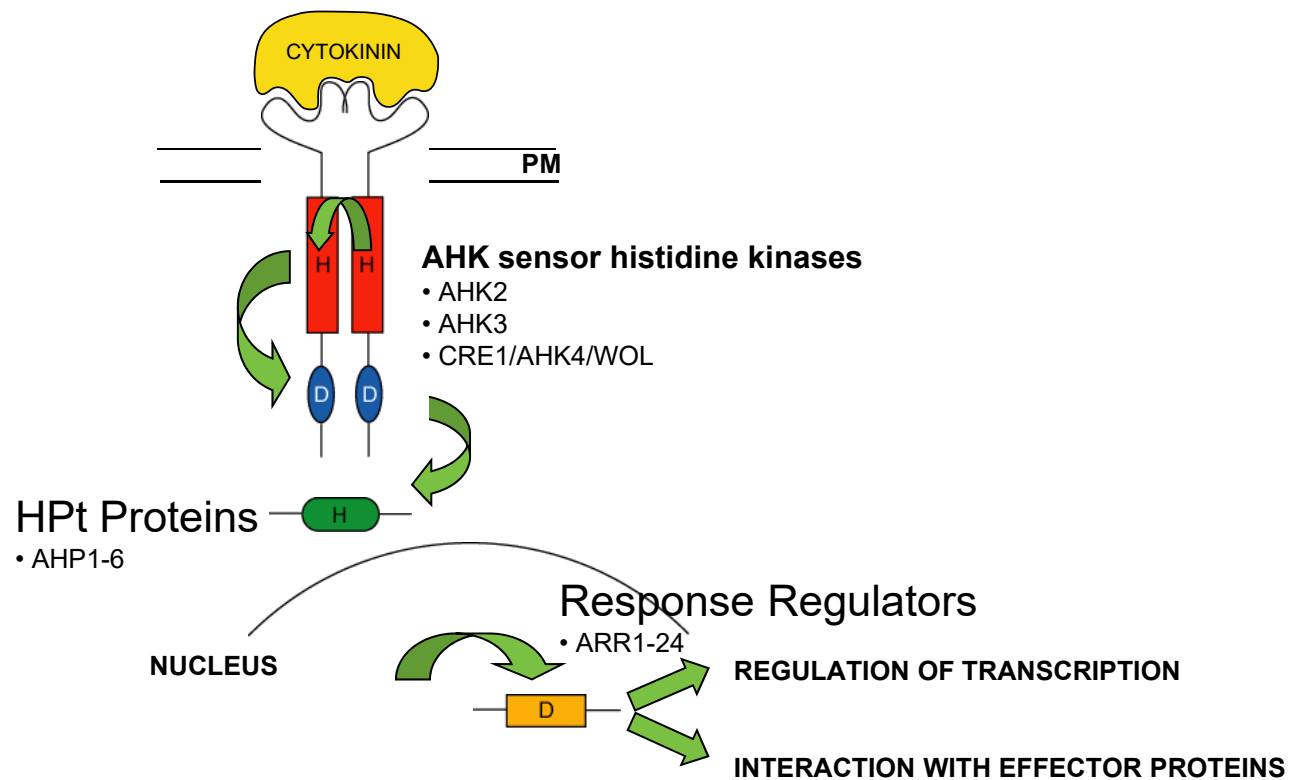 CYTOKININ
PM
H H
AHK sensor histidine kinases
• AHK2
• AHK3
• CRE1/AHK4/WOL
D D
HPt Proteins
H
• AHP1-6
Response Regulators
• ARR1-24
NUCLEUS
REGULATION OF TRANSCRIPTION
D
INTERACTION WITH EFFECTOR PROTEINS